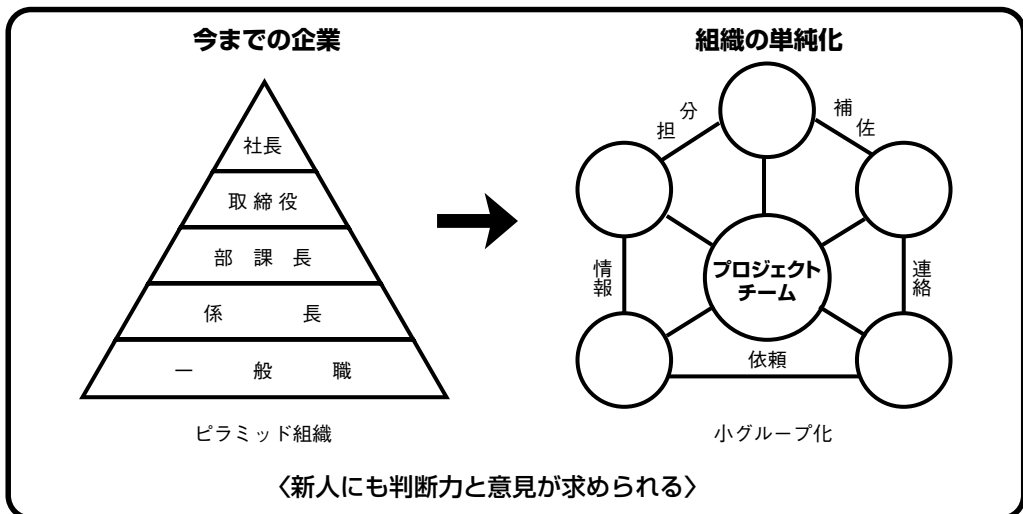 今までの企業
社長
取締役
部課長
係長
一般職
ピラミッド組織
組織の単純化
分担
補佐
情報
プロジェクト
チーム
連絡
依頼
小グループ化
〈新人にも判断力と意見が求められる〉